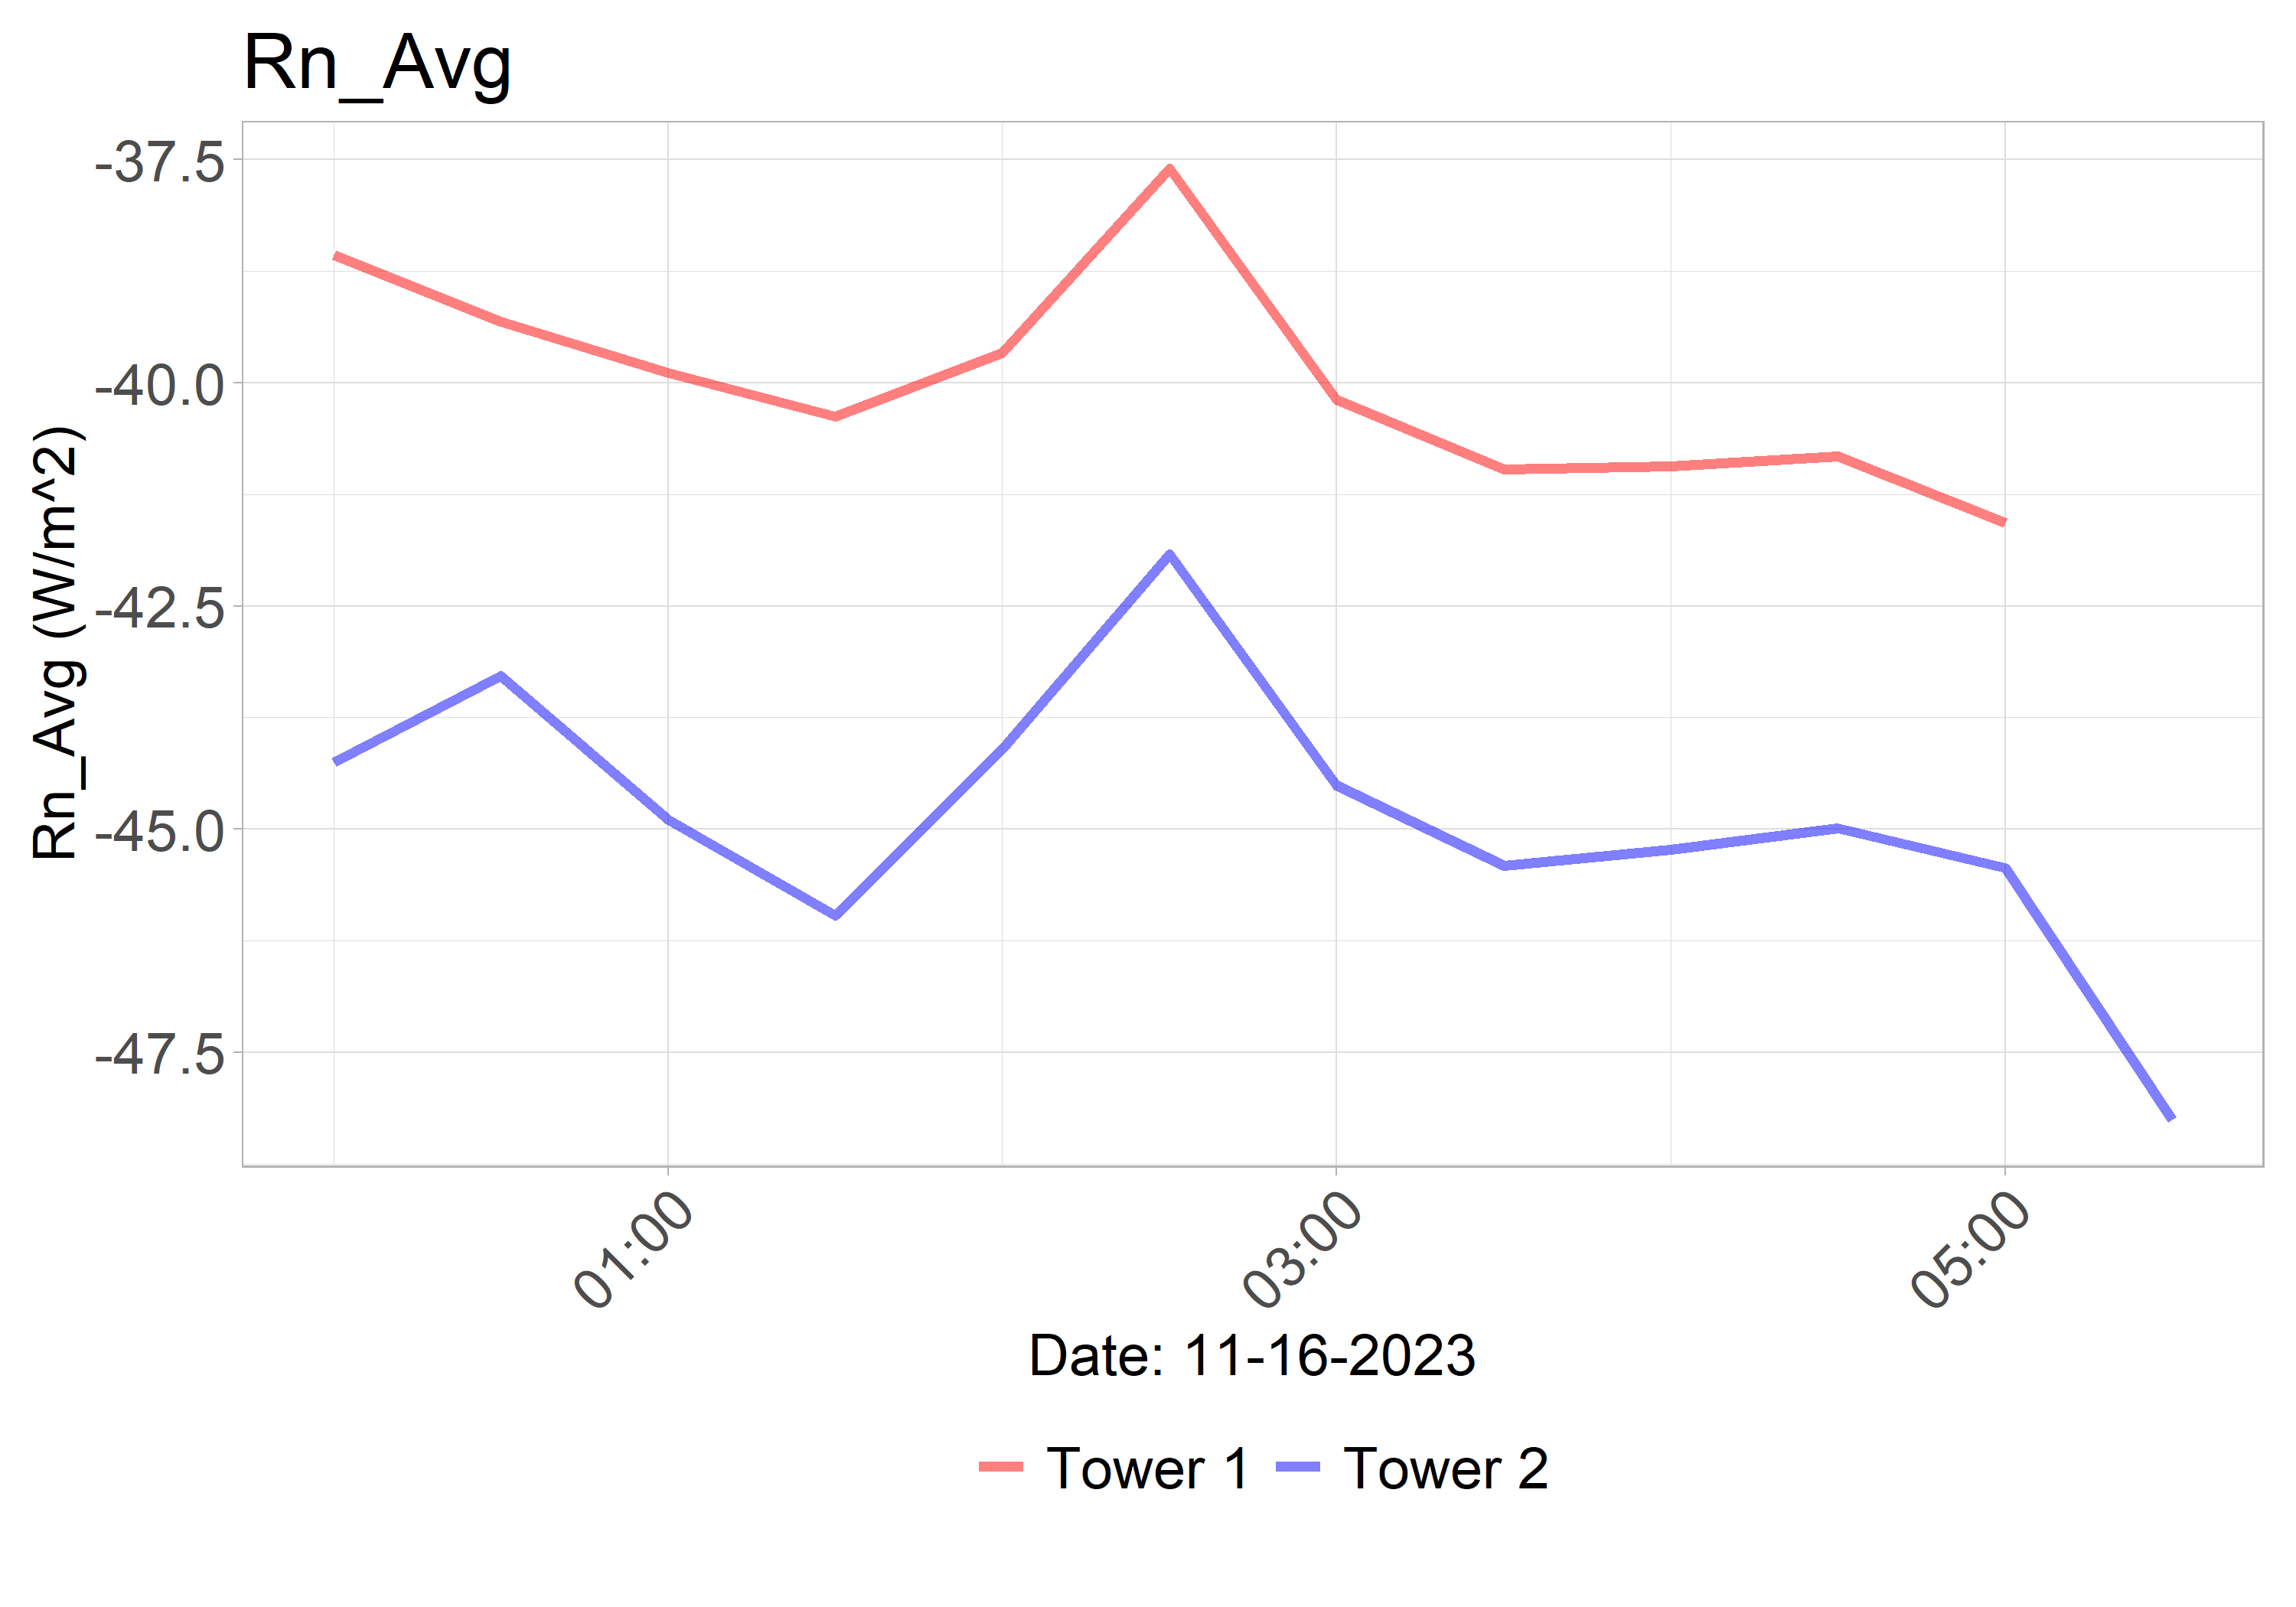 Rn_Avg
Rn_Avg (W/m^2)
-37.5
-40.0
-42.5
-45.0
-47.5
01:00
03:00
05:00
Date: 11-16-2023
Tower 1
Tower 2